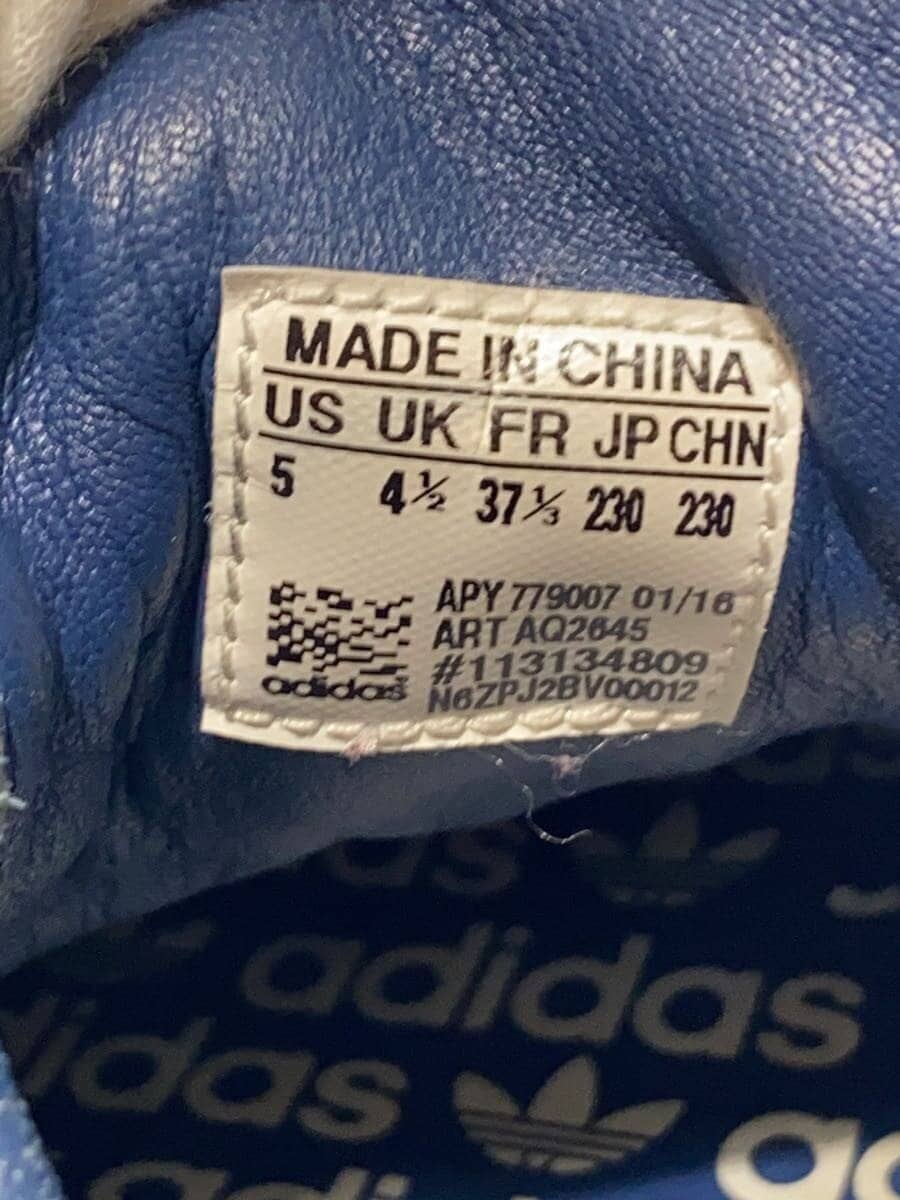 MADE IN CHINA
US UK FR JP CHN
5 4½ 37⅓ 230 230
APY 779007 01/16
ART AQ2645
#113134809
adidas N6ZPJ2BV00012
adidas
adidas